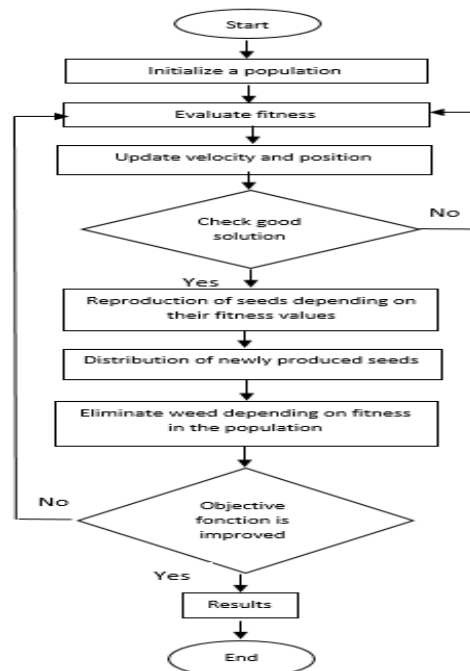 Start
Initialize a population
Evaluate fitness
Update velocity and position
Check good
solution
No
Yes
Reproduction of seeds depending on
their fitness values
Distribution of newly produced seeds
Eliminate weed depending on fitness
in the population
No
Objective
fonction is
improved
Yes
Results
End